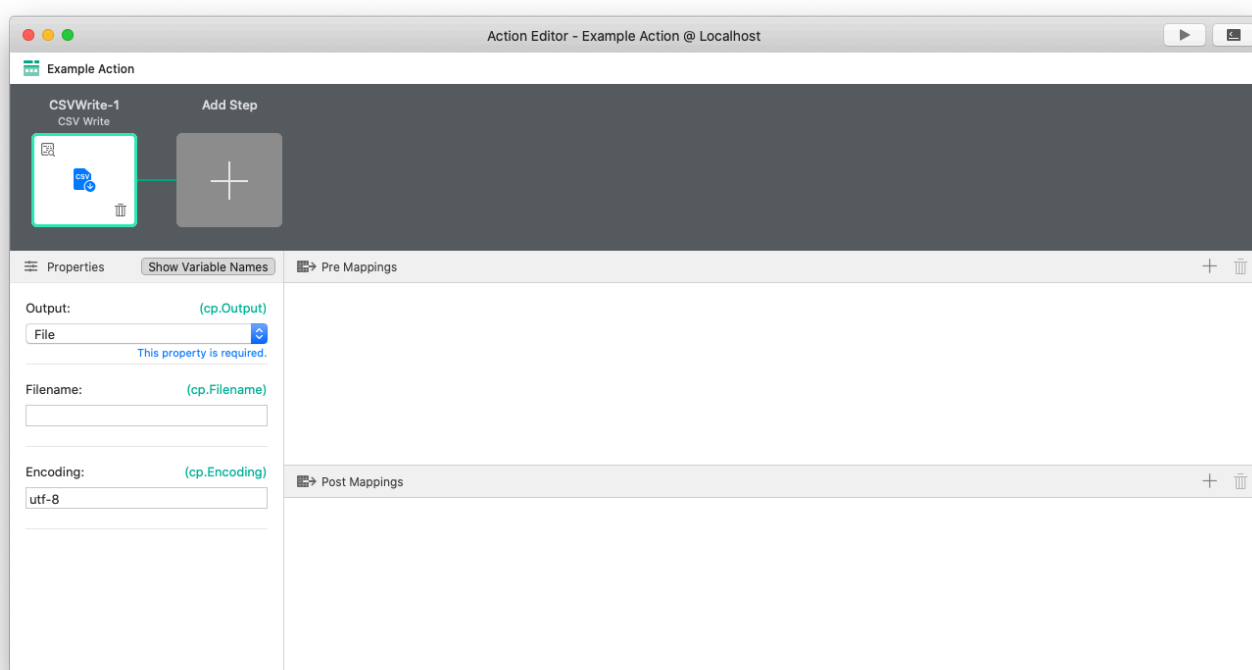 Action Editor - Example Action @ Localhost
Example Action
CSVWrite-1
CSV Write
Add Step
CSV
Properties
Show Variable Names
Pre Mappings
Output:
(cp.Output)
File
This property is required.
Filename:
(cp.Filename)
Encoding:
(cp.Encoding)
utf-8
Post Mappings